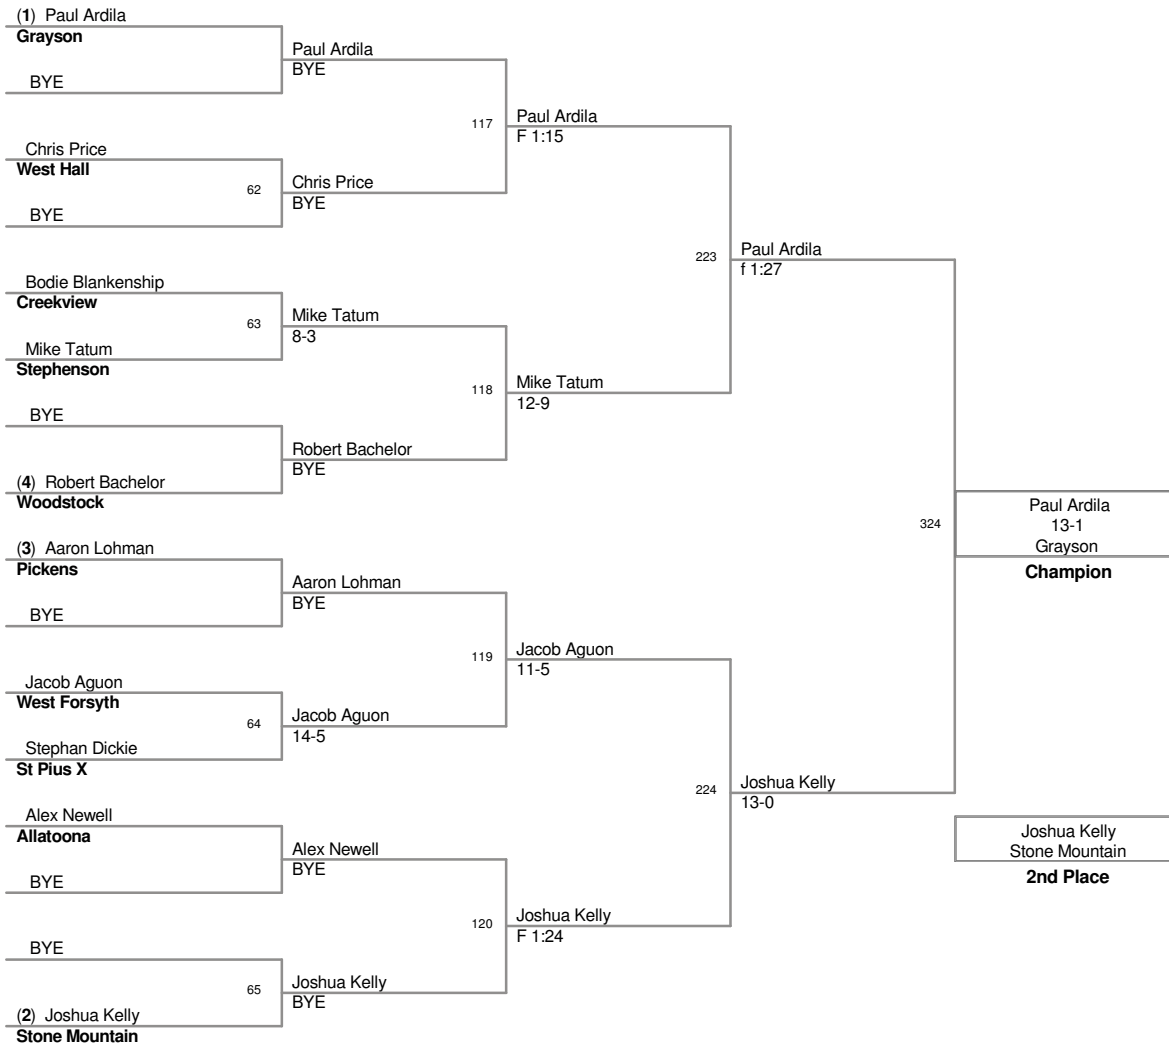 (1) Paul Ardila
Grayson
BYE
Chris Price
West Hall
62
BYE
Bodie Blankenship
Creekview
63
Mike Tatum
Stephenson
BYE
(4) Robert Bachelor
Woodstock
(3) Aaron Lohman
Pickens
BYE
Jacob Aguon
West Forsyth
64
Stephan Dickie
St Pius X
Alex Newell
Allatoona
BYE
BYE
65
(2) Joshua Kelly
Stone Mountain
Paul Ardila
BYE
117
Chris Price
BYE
Mike Tatum
8-3
118
Robert Bachelor
BYE
Aaron Lohman
BYE
119
Jacob Aguon
14-5
Alex Newell
BYE
120
Joshua Kelly
BYE
Paul Ardila
F 1:15
223
Mike Tatum
12-9
Jacob Aguon
11-5
224
Joshua Kelly
F 1:24
Paul Ardila
f 1:27
324
Joshua Kelly
13-0
Paul Ardila
13-1
Grayson
Champion
Joshua Kelly
Stone Mountain
2nd Place